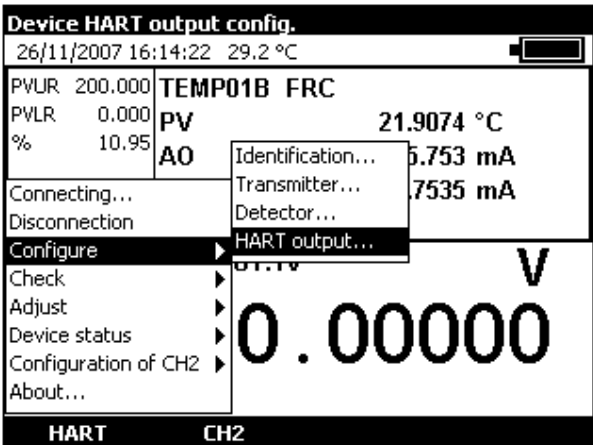 Device HART output config.
26/11/2007 16:14:22 29.2 °C
PVUR 200.000
PVLR 0.000
% 10.95
TEMP01B FRC
PV 21.9074 °C
AO 5.753 mA
.7535 mA
Identification...
Transmitter...
Detector...
HART output...
Connecting...
Disconnection
Configure
Check
Adjust
Device status
Configuration of CH2
About...
V
0.00000
HART CH2